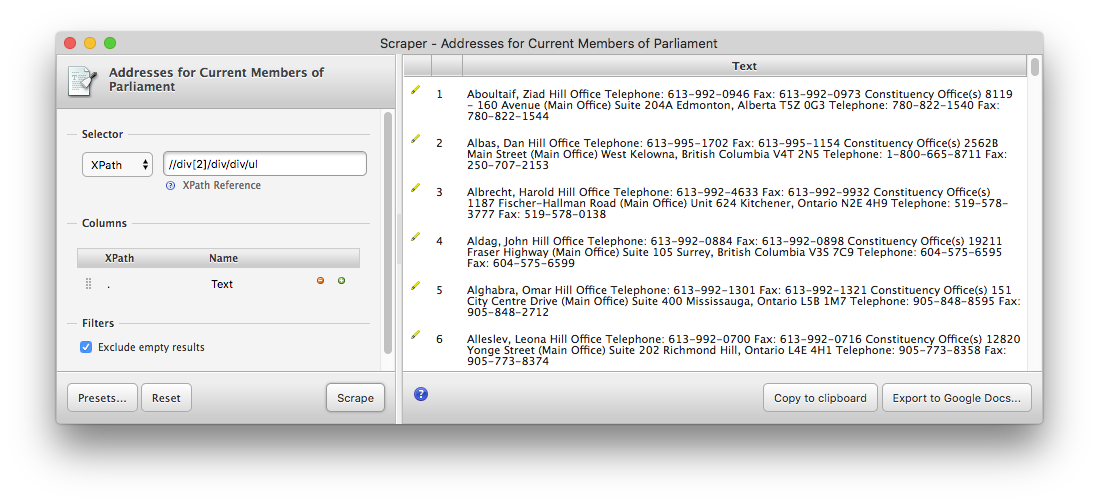 Scraper - Addresses for Current Members of Parliament
Addresses for Current Members of
Parliament
Selector
XPath
//div[2]/div/div/ul
? XPath Reference
Columns
XPath Name
. Text
Filters
Exclude empty results
Presets... Reset Scrape
Text
1 Aboultaif, Ziad Hill Office Telephone: 613-992-0946 Fax: 613-992-0973 Constituency Office(s) 8119
- 160 Avenue (Main Office) Suite 204A Edmonton, Alberta T5Z 0G3 Telephone: 780-822-1540 Fax:
780-822-1544
2 Albas, Dan Hill Office Telephone: 613-995-1702 Fax: 613-995-1154 Constituency Office(s) 2562B
Main Street (Main Office) West Kelowna, British Columbia V4T 2N5 Telephone: 1-800-665-8711 Fax:
250-707-2153
3 Albrecht, Harold Hill Office Telephone: 613-992-4633 Fax: 613-992-9932 Constituency Office(s)
1187 Fischer-Hallman Road (Main Office) Unit 624 Kitchener, Ontario N2E 4H9 Telephone: 519-578-
3777 Fax: 519-578-0138
4 Aldag, John Hill Office Telephone: 613-992-0884 Fax: 613-992-0898 Constituency Office(s) 19211
Fraser Highway (Main Office) Suite 105 Surrey, British Columbia V3S 7C9 Telephone: 604-575-6595
Fax: 604-575-6599
5 Alghabra, Omar Hill Office Telephone: 613-992-1301 Fax: 613-992-1321 Constituency Office(s) 151
City Centre Drive (Main Office) Suite 400 Mississauga, Ontario L5B 1M7 Telephone: 905-848-8595 Fax:
905-848-2712
6 Alleslev, Leona Hill Office Telephone: 613-992-0700 Fax: 613-992-0716 Constituency Office(s) 12820
Yonge Street (Main Office) Suite 202 Richmond Hill, Ontario L4E 4H1 Telephone: 905-773-8358 Fax:
905-773-8374
? Copy to clipboard Export to Google Docs...